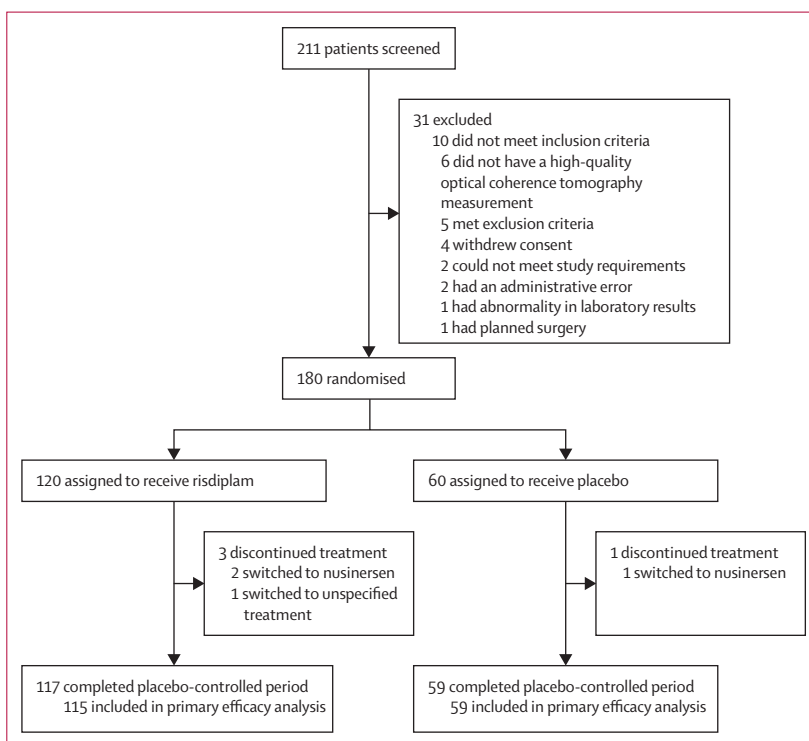 211 patients screened
31 excluded
10 did not meet inclusion criteria
6 did not have a high-quality
optical coherence tomography
measurement
5 met exclusion criteria
4 withdrew consent
2 could not meet study requirements
2 had an administrative error
1 had abnormality in laboratory results
1 had planned surgery
180 randomised
120 assigned to receive risdiplam
60 assigned to receive placebo
3 discontinued treatment
2 switched to nusinersen
1 switched to unspecified
treatment
1 discontinued treatment
1 switched to nusinersen
117 completed placebo-controlled period
115 included in primary efficacy analysis
59 completed placebo-controlled period
59 included in primary efficacy analysis